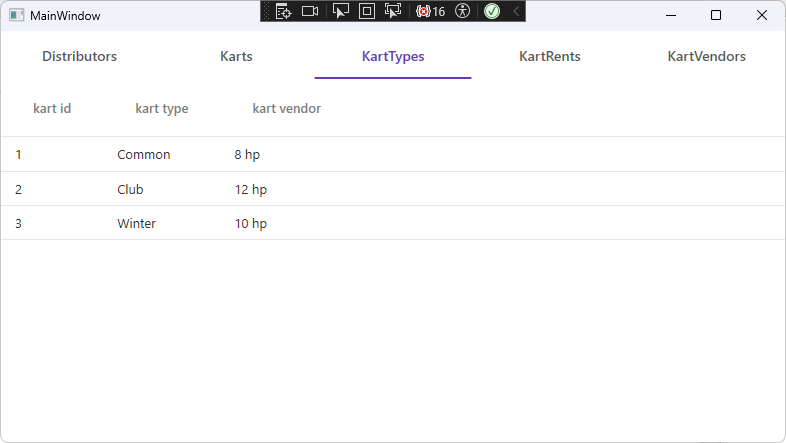 MainWindow
16
Distributors Karts KartTypes KartRents KartVendors
kart id kart type kart vendor
1 Common 8 hp
2 Club 12 hp
3 Winter 10 hp